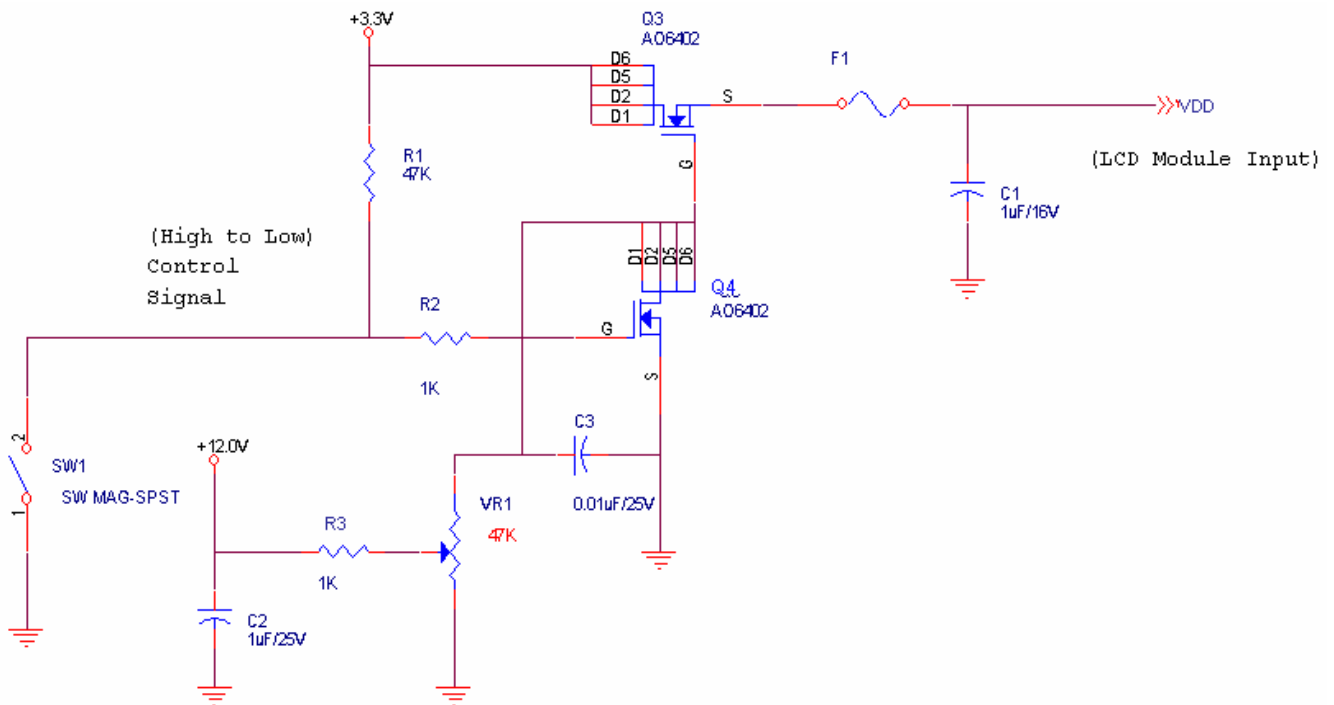 +3.3V
Q3
AO6402
F1
D6
D5
D2
D1
S
VDD
(LCD Module Input)
R1
47K
G
C1
1uF/16V
(High to Low)
Control
Signal
D1
D2
D5
D6
Q4
AO6402
R2
G
1K
S
C3
+12.0V
2
SW1
SW MAG-SPST
1
VR1
0.01uF/25V
47K
R3
1K
C2
1uF/25V